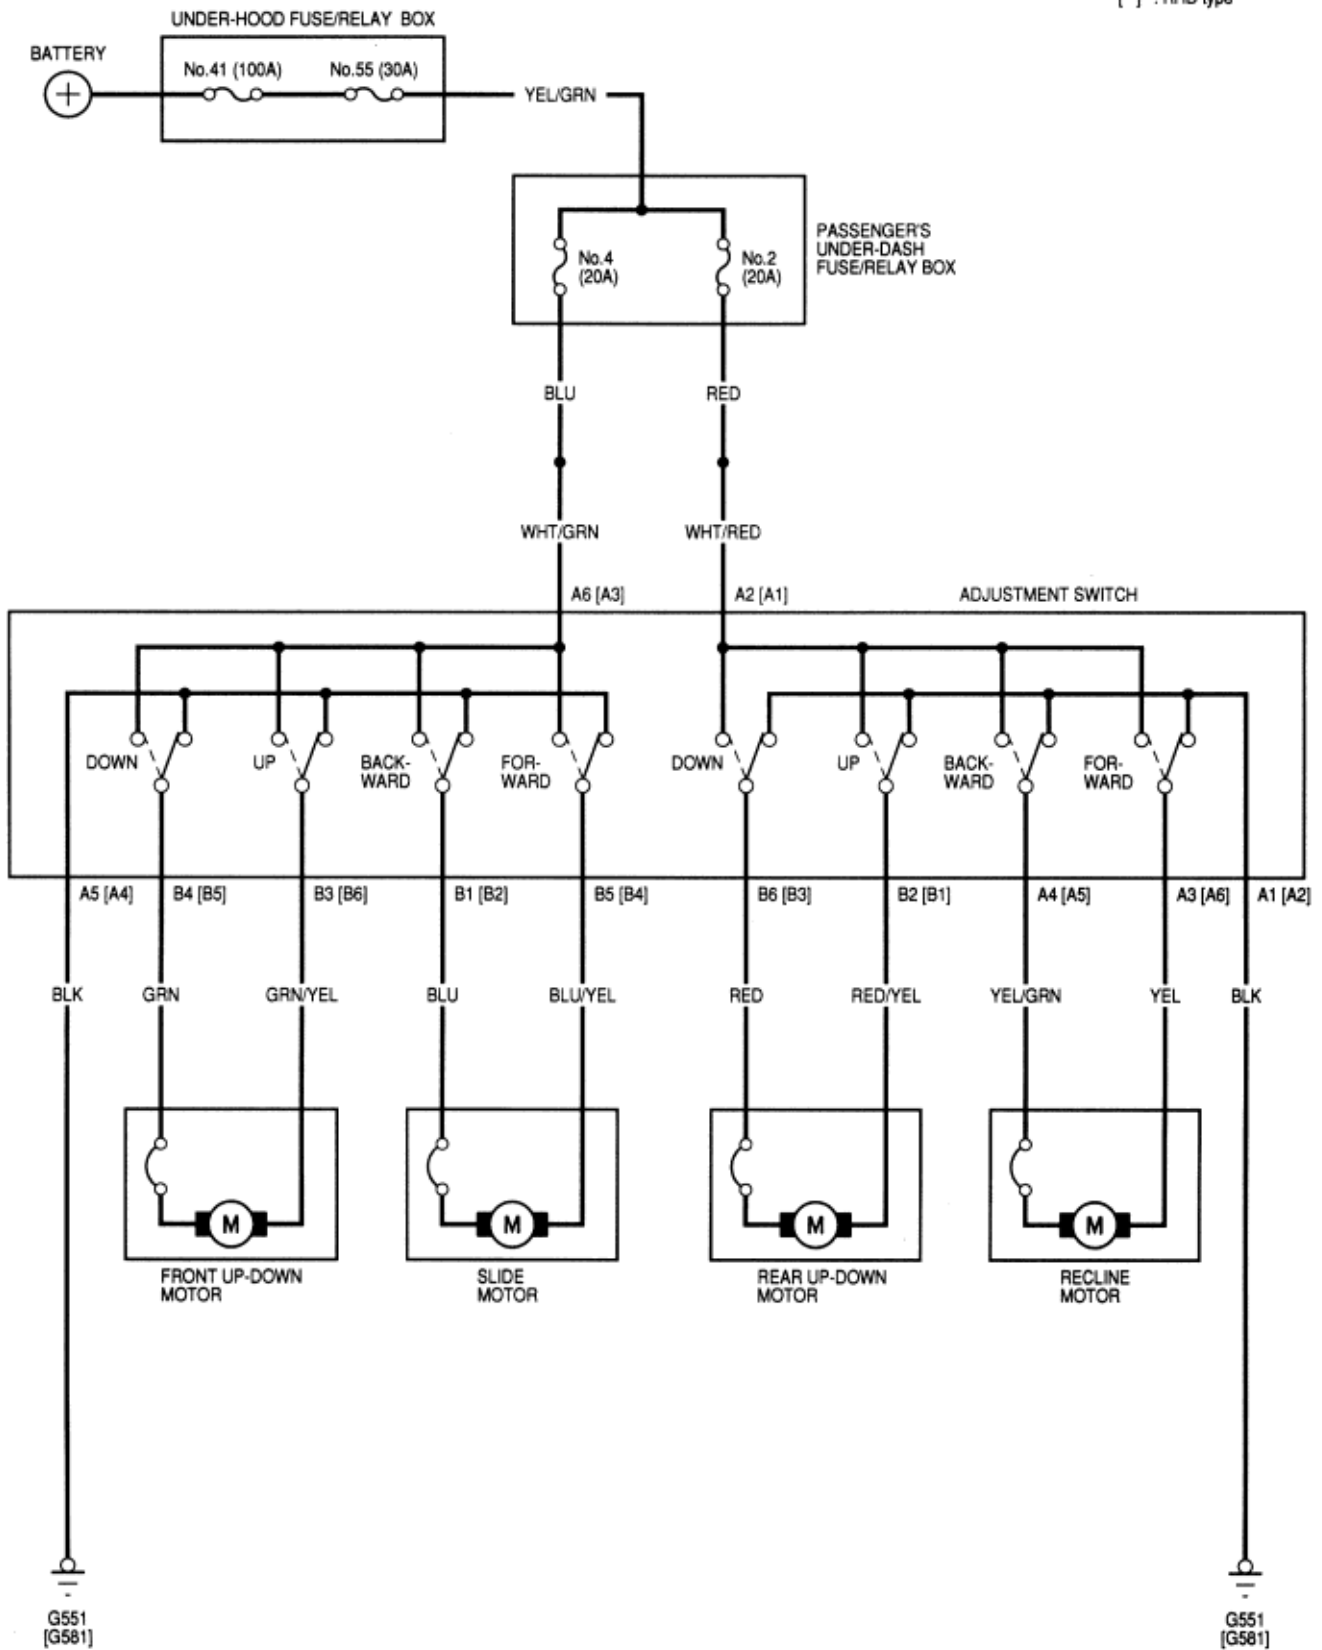 [ ] : RHD type
UNDER-HOOD FUSE/RELAY BOX
BATTERY
No.41 (100A) No.55 (30A)
YEL/GRN
PASSENGER'S
UNDER-DASH
FUSE/RELAY BOX
No.4
(20A)
No.2
(20A)
BLU RED
WHT/GRN WHT/RED
A6 [A3] A2 [A1] ADJUSTMENT SWITCH
DOWN
UP
BACK-
WARD
FOR-
WARD
DOWN
UP
BACK-
WARD
FOR-
WARD
A5 [A4] B4 [B5] B3 [B6] B1 [B2] B5 [B4] B6 [B3] B2 [B1] A4 [A5] A3 [A6] A1 [A2]
BLK GRN GRN/YEL BLU BLU/YEL RED RED/YEL YEL/GRN YEL BLK
M M M M
FRONT UP-DOWN
MOTOR
SLIDE
MOTOR
REAR UP-DOWN
MOTOR
RECLINE
MOTOR
G551
[G581]
G551
[G581]